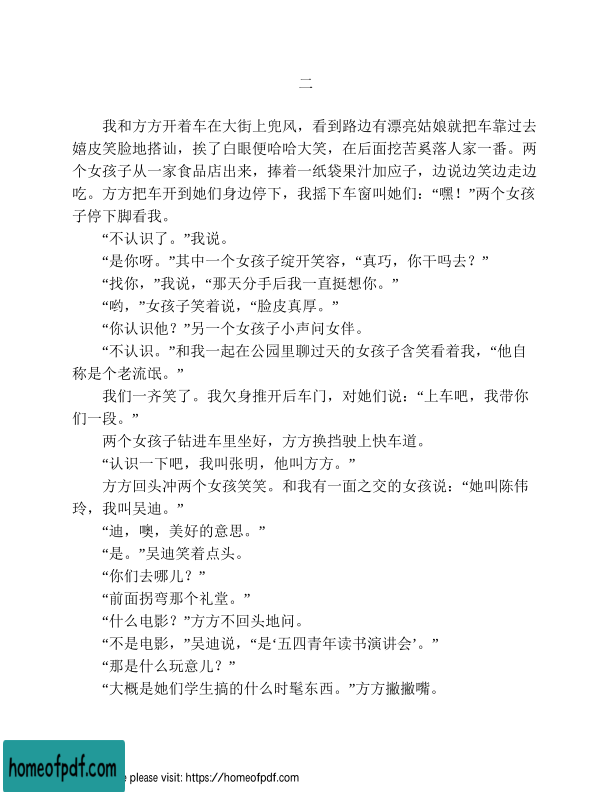 二
我和方方开着车在大街上兜风，看到路边有漂亮姑娘就把车靠过去
嬉皮笑脸地搭讪，挨了白眼便哈哈大笑，在后面挖苦奚落人家一番。两
个女孩子从一家食品店出来，捧着一纸袋果汁加应子，边说边笑边走边
吃。方方把车开到她们身边停下，我摇下车窗叫她们：“嘿！”两个女孩
子停下脚看我。
“不认识了。”我说。
“是你呀。”其中一个女孩子绽开笑容，“真巧，你干吗去？”
“找你，”我说，“那天分手后我一直挺想你。”
“哟，”女孩子笑着说，“脸皮真厚。”
“你认识他？”另一个女孩子小声问女伴。
“不认识。”和我一起在公园里聊过天的女孩子含笑看着我，“他自
称是个老流氓。”
我们一齐笑了。我欠身推开后车门，对她们说：“上车吧，我带你
们一段。”
两个女孩子钻进车里坐好，方方换挡驶上快车道。
“认识一下吧，我叫张明，他叫方方。”
方方回头冲两个女孩笑笑。和我有一面之交的女孩说：“她叫陈伟
玲，我叫吴迪。”
“迪，噢，美好的意思。”
“是。”吴迪笑着点头。
“你们去哪儿？”
“前面拐弯那个礼堂。”
“什么电影？”方方不回头地问。
“不是电影，”吴迪说，“是‘五四青年读书演讲会’。”
“那是什么玩意儿？”
“大概是她们学生搞的什么时髦东西。”方方撇撇嘴。
homeofpdf.com
e please visit: https://homeofpdf.com